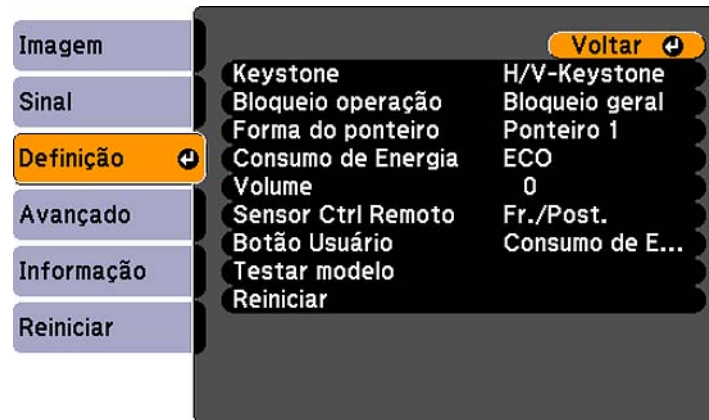 Imagem
Sinal
Definição
Avançado
Informação
Reiniciar
Voltar
Keystone H/V-Keystone
Bloqueio operação Bloqueio geral
Forma do ponteiro Ponteiro 1
Consumo de Energia ECO
Volume 0
Sensor Ctrl Remoto Fr./Post.
Botão Usuário Consumo de E...
Testar modelo
Reiniciar